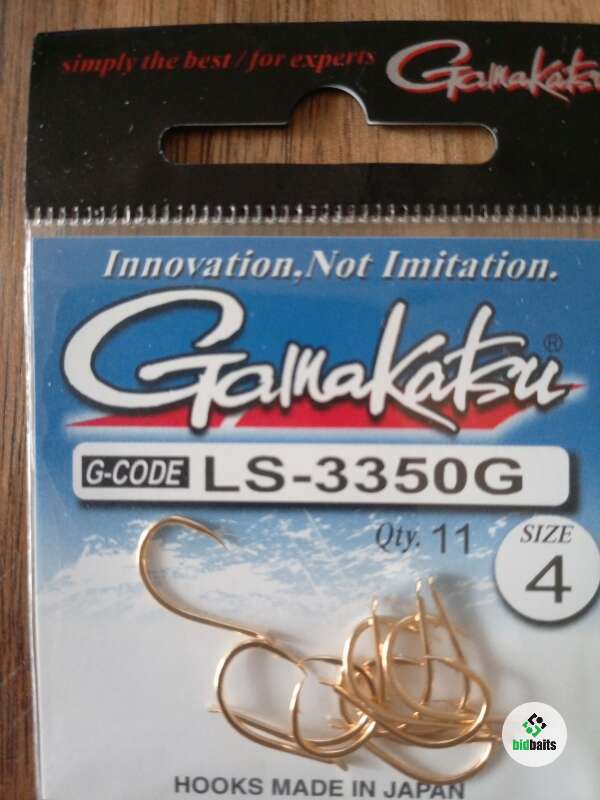 simply the best / for experts Gamakatsu
Innovation, Not Imitation.
Gamakatsu®
G-CODE LS-3350G
Qty. 11 SIZE 4
bidbaits
HOOKS MADE IN JAPAN